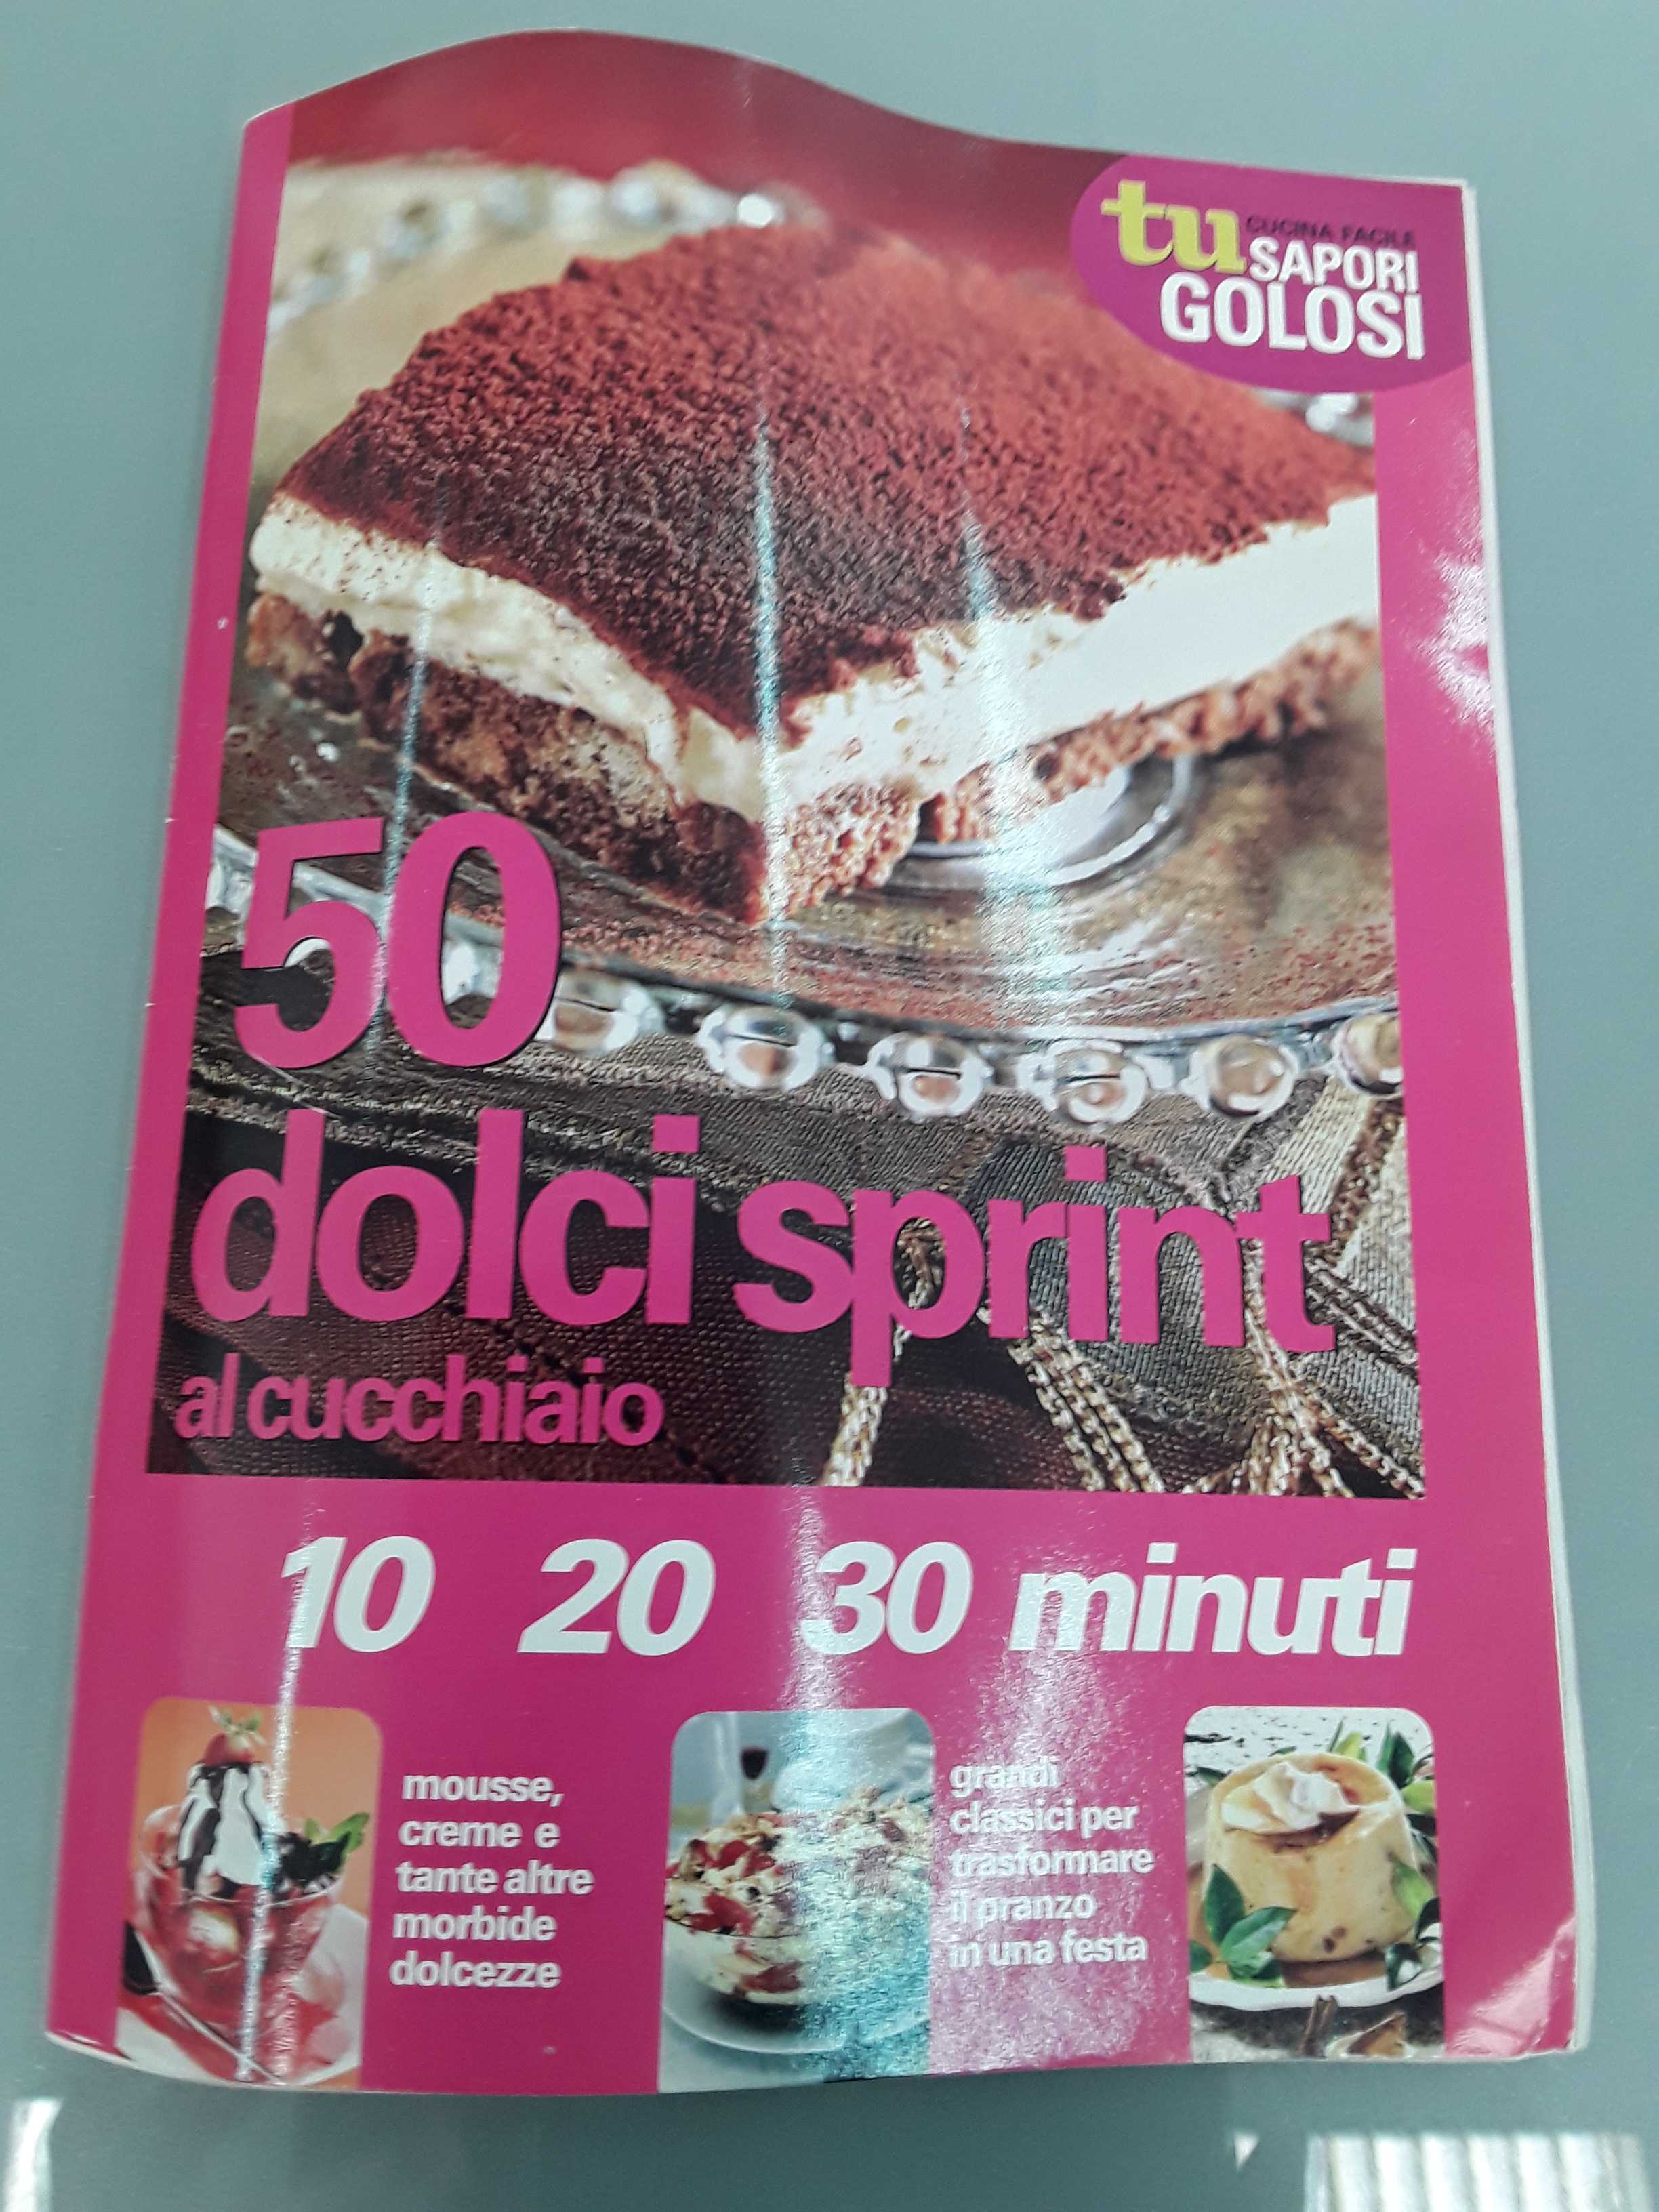 tu CUCINA FACILE
SAPORI
GOLOSI
50
dolci sprint
al cucchiaio
10 20 30 minuti
mousse,
creme e
tante altre
morbide
dolcezze
grandi
classici per
trasformare
il pranzo
in una festa